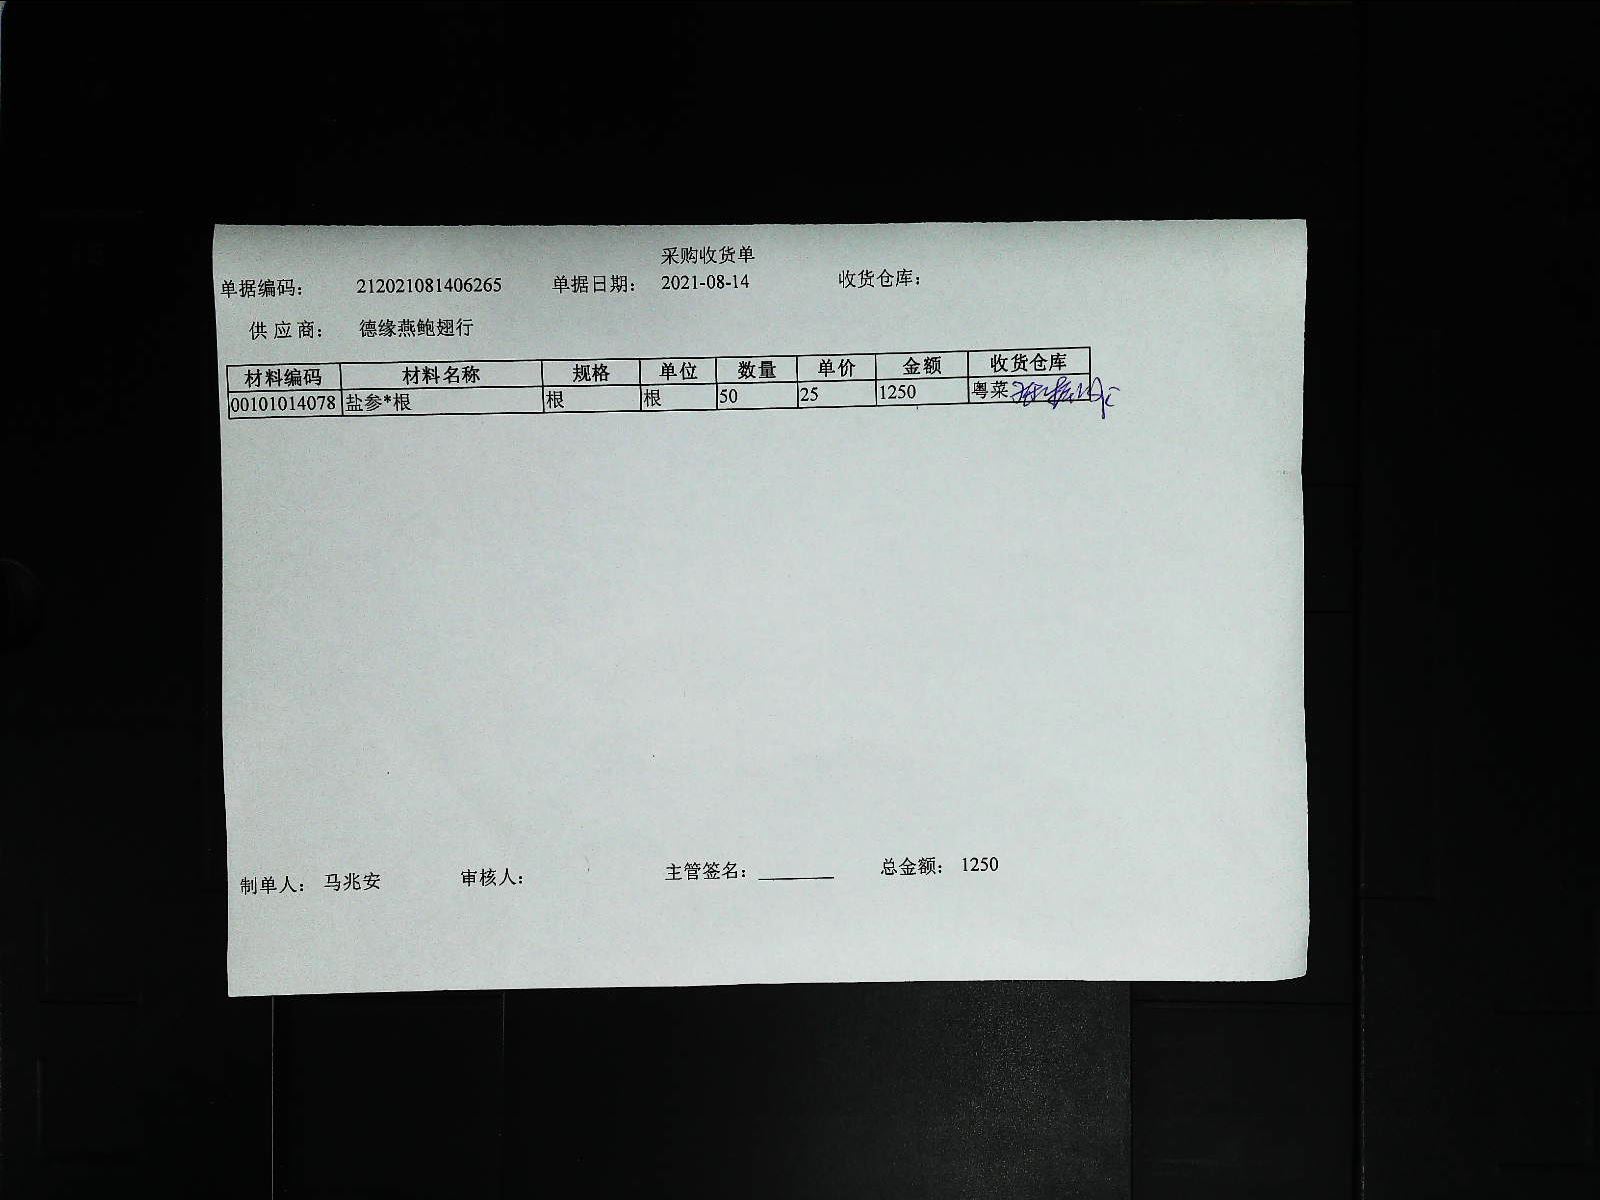 采购收货单
单据编码： 212021081406265 单据日期： 2021-08-14 收货仓库：
供 应 商： 德缘燕鲍翅行
材料编码 材料名称 规格 单位 数量 单价 金额 收货仓库
00101014078 盐参*根 根 根 50 25 1250 粤菜
制单人： 马兆安 审核人： 主管签名： 总金额： 1250